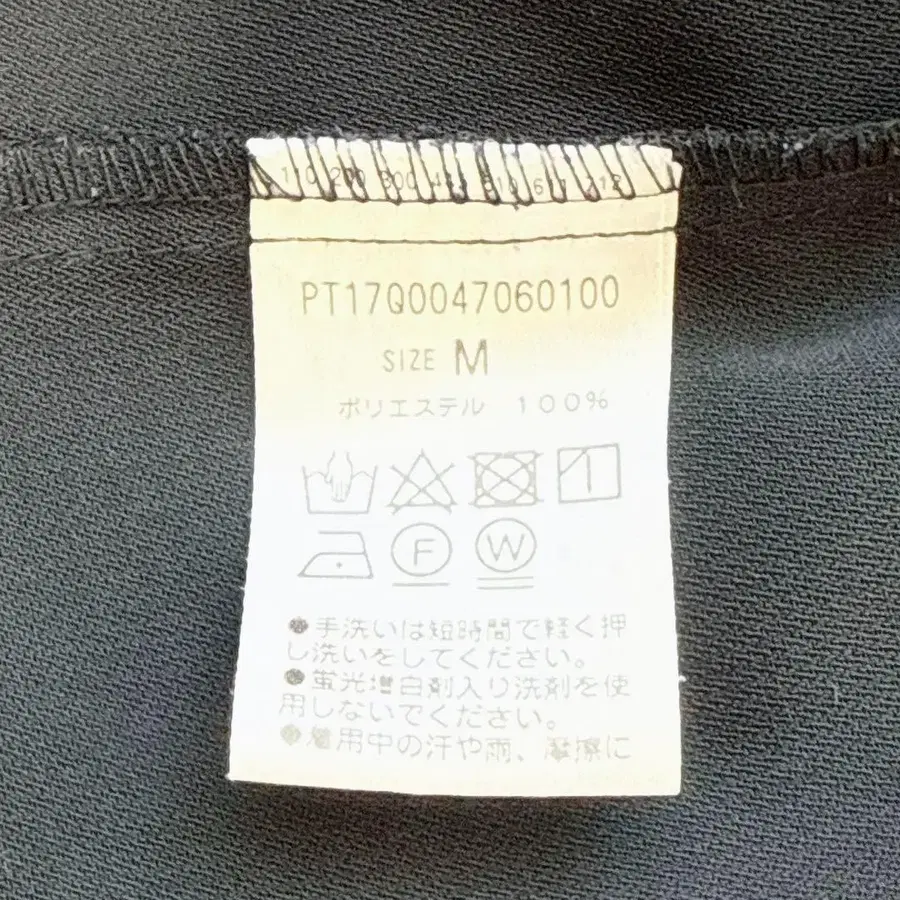 PT17Q0047060100
SIZE M
ポリエステル 100%
F W
●手洗いは短時間で軽く押
し洗いをしてください。
●蛍光増白剤入り洗剤を使
用しないでください。
●着用中の汗や雨、摩擦に